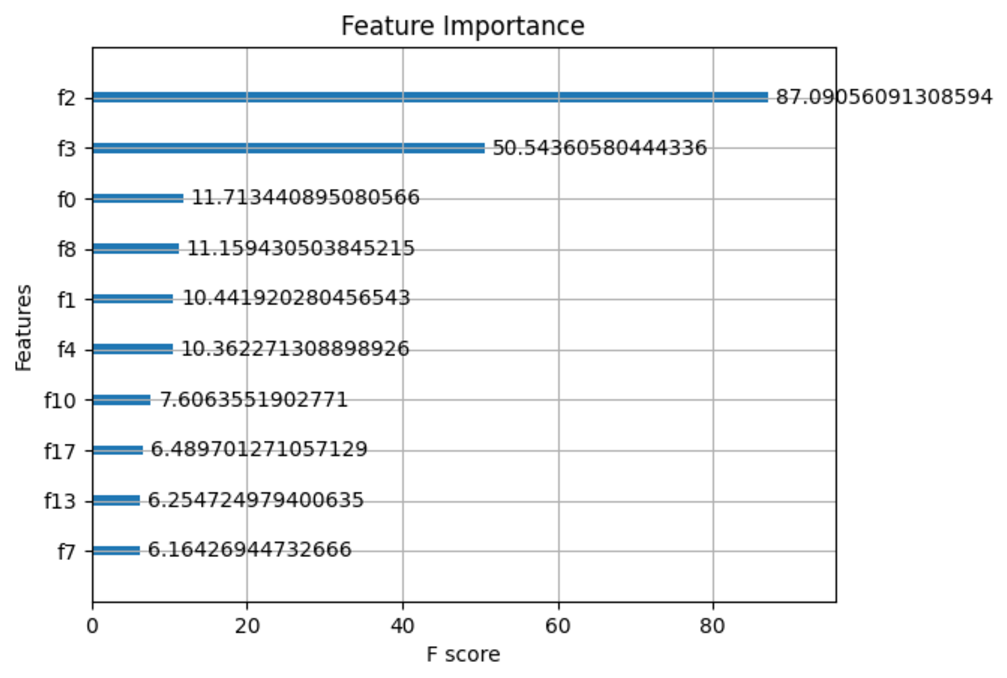 Feature Importance
f2 87.09056091308594
f3 50.54360580444336
f0 11.713440895080566
f8 11.159430503845215
f1 10.441920280456543
f4 10.362271308898926
f10 7.6063551902771
f17 6.489701271057129
f13 6.254724979400635
f7 6.16426944732666
Features
0 20 40 60 80
F score